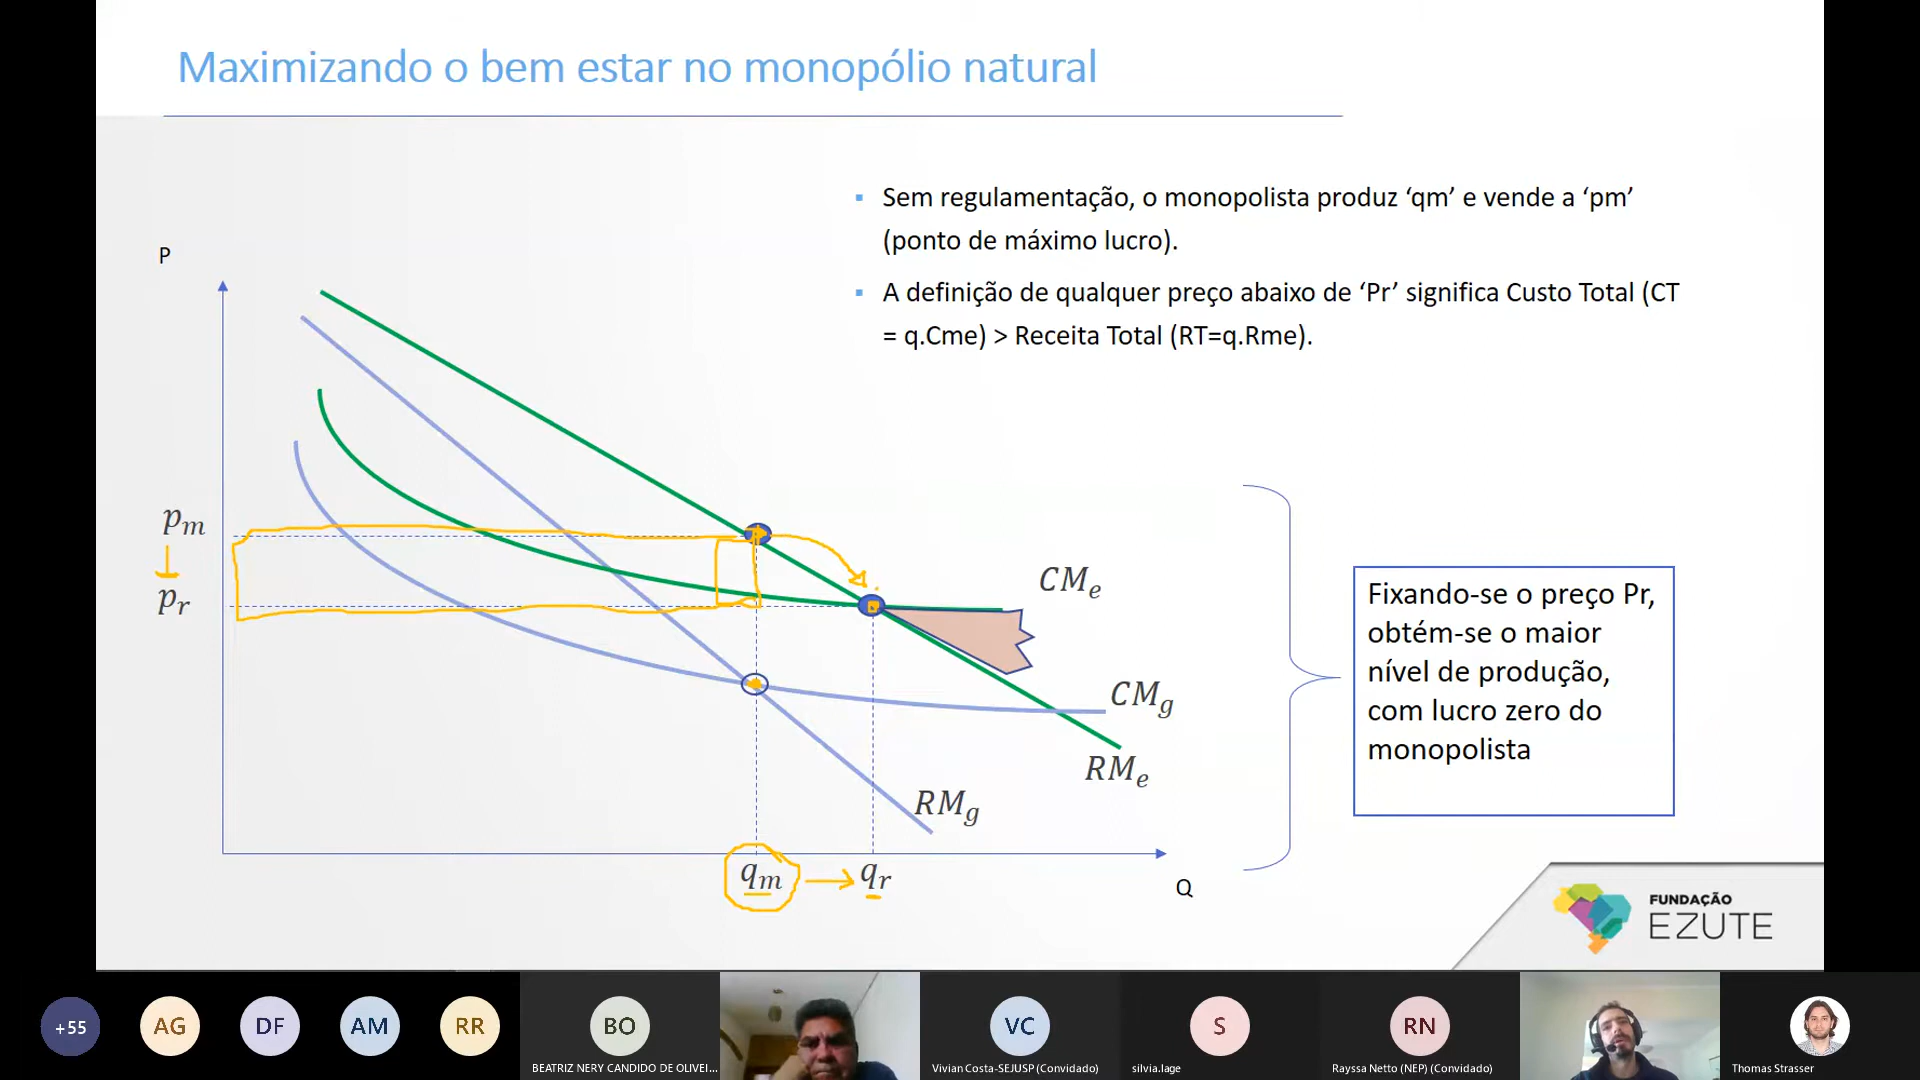 Maximizando o bem estar no monopólio natural
▪ Sem regulamentação, o monopolista produz ‘qm’ e vende a ‘pm’
(ponto de máximo lucro).
▪ A definição de qualquer preço abaixo de ‘Pr’ significa Custo Total (CT
= q.Cme) > Receita Total (RT=q.Rme).
P
pm
pr
CMe
CMg
RMe
RMg
qm
qr
Q
Fixando-se o preço Pr,
obtém-se o maior
nível de produção,
com lucro zero do
monopolista
FUNDAÇÃO
EZUTE
+55
AG
DF
AM
RR
BO
VC
S
RN
BEATRIZ NERY CANDIDO DE OLIVEI...
Vivian Costa-SEJUSP (Convidado)
silvia.lage
Rayssa Netto (NEP) (Convidado)
Thomas Strasser